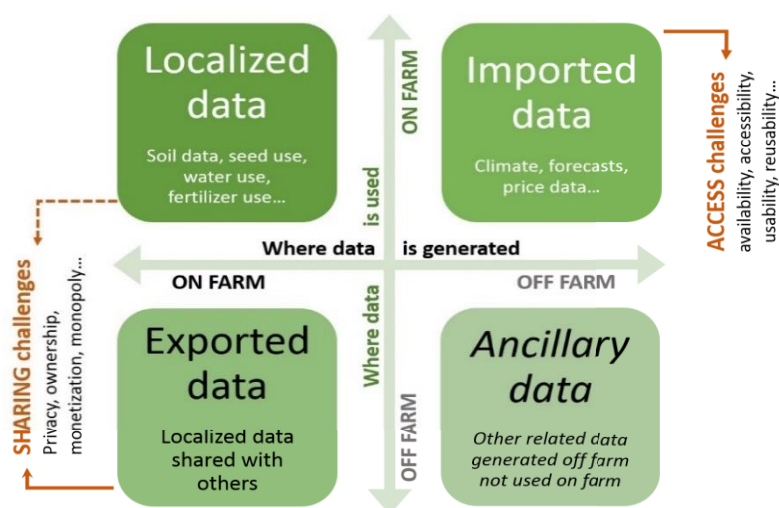 Localized
data
Soil data, seed use,
water use,
fertilizer use…
ON FARM
is used
Imported
data
Climate, forecasts,
price data…
ACCESS challenges
availability, accessibility,
usability, reusability…
Where data is generated
ON FARM
OFF FARM
SHARING challenges
Privacy, ownership,
monetization, monopoly…
Exported
data
Localized data
shared with
others
Where data
OFF FARM
Ancillary
data
Other related data
generated off farm
not used on farm